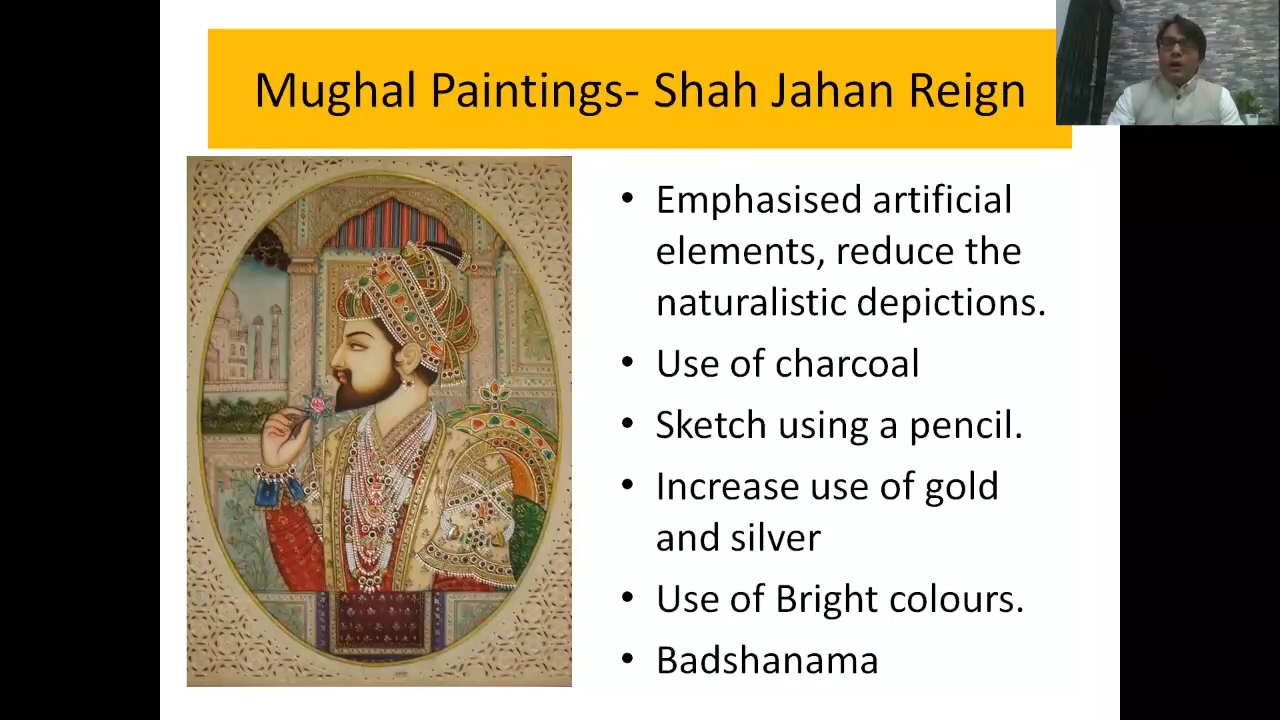 Mughal Paintings- Shah Jahan Reign
• Emphasised artificial
elements, reduce the
naturalistic depictions.
• Use of charcoal
• Sketch using a pencil.
• Increase use of gold
and silver
• Use of Bright colours.
• Badshanama